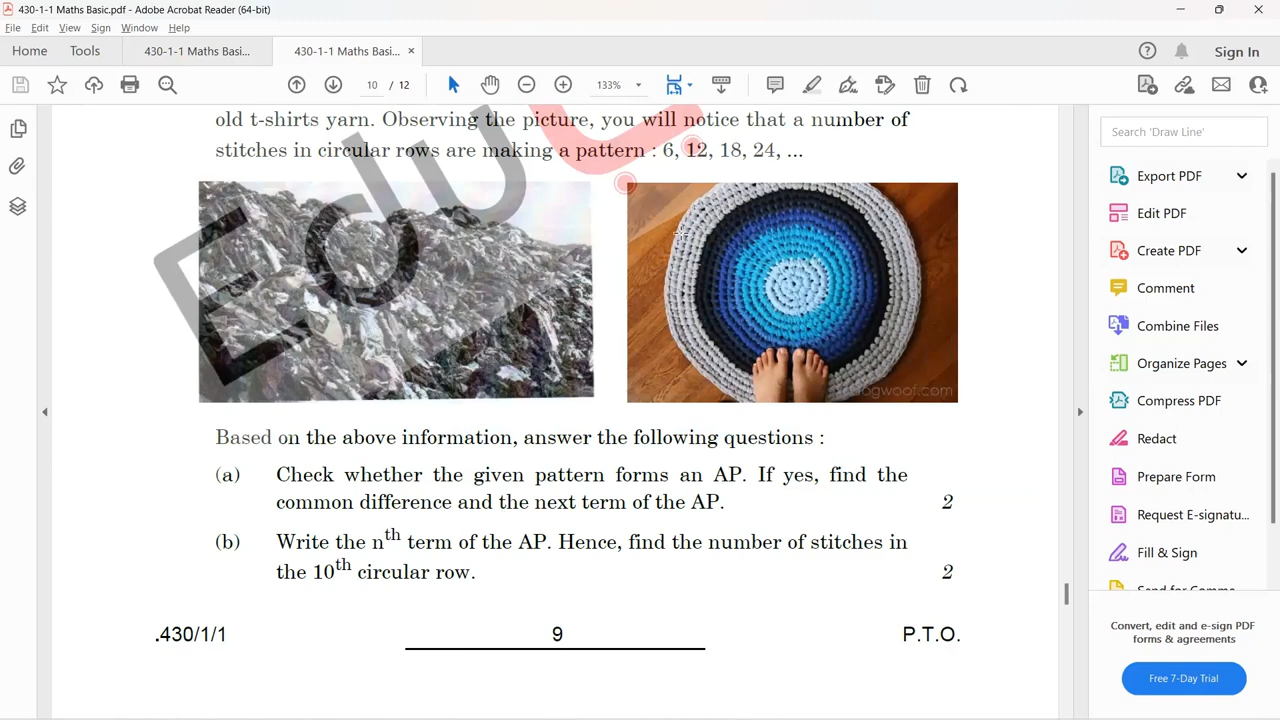 430-1-1 Maths Basic.pdf - Adobe Acrobat Reader (64-bit)
File Edit View Sign Window Help
Home Tools 430-1-1 Maths Basi... 430-1-1 Maths Basi... × Sign In
10 / 12 133%
old t-shirts yarn. Observing the picture, you will notice that a number of
stitches in circular rows are making a pattern : 6, 12, 18, 24, ...
Edu
Based on the above information, answer the following questions :
(a) Check whether the given pattern forms an AP. If yes, find the
common difference and the next term of the AP. 2
(b) Write the nth term of the AP. Hence, find the number of stitches in
the 10th circular row. 2
.430/1/1 9 P.T.O.
Search 'Draw Line'
Export PDF
Edit PDF
Create PDF
Comment
Combine Files
Organize Pages
Compress PDF
Redact
Prepare Form
Request E-signatu...
Fill & Sign
Convert, edit and e-sign PDF
forms & agreements
Free 7-Day Trial